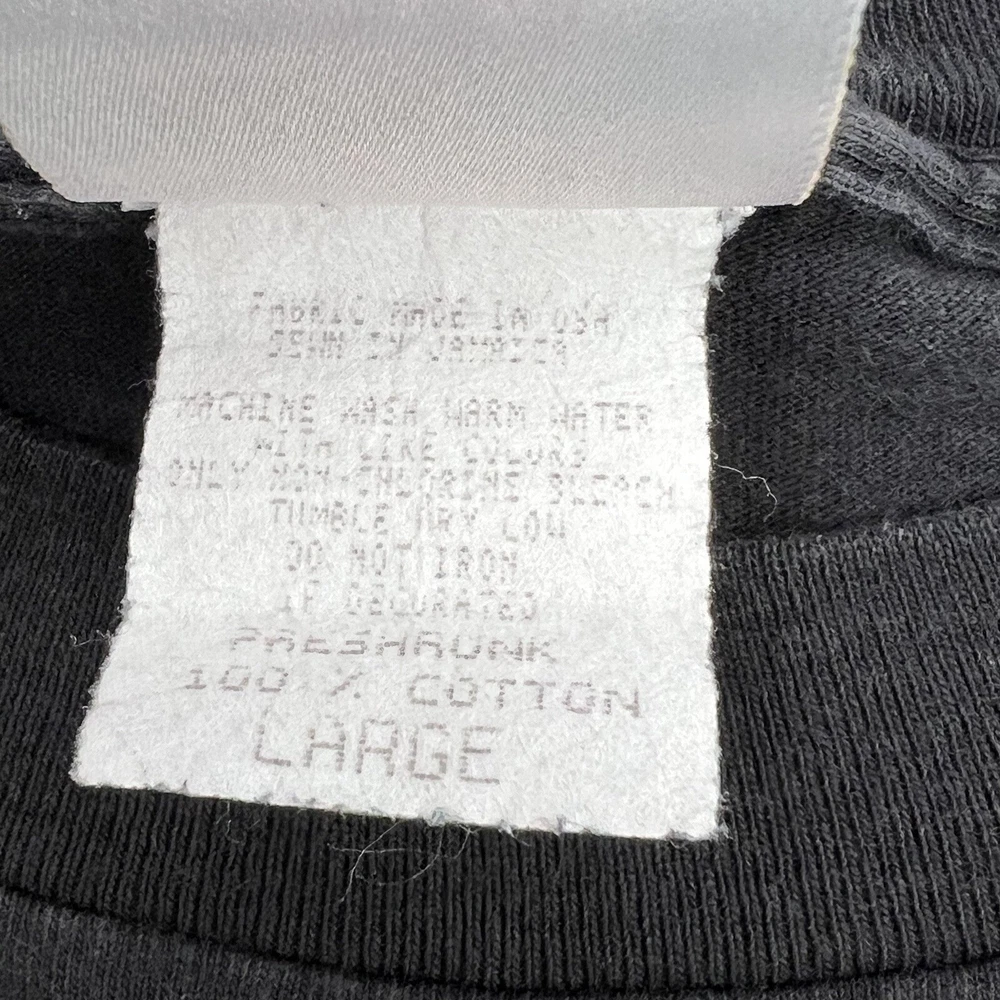 FABRIC MADE IN USA
SEWN IN JAMAICA
MACHINE WASH WARM WATER
WITH LIKE COLORS
ONLY NON-CHLORINE BLEACH
TUMBLE DRY LOW
DO NOT IRON
IF DECORATED
PRESHRUNK
100 % COTTON
LARGE